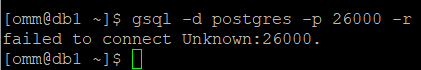 [omm@db1 ~]$ gsql -d postgres -p 26000 -r
failed to connect Unknown:26000.
[omm@db1 ~]$